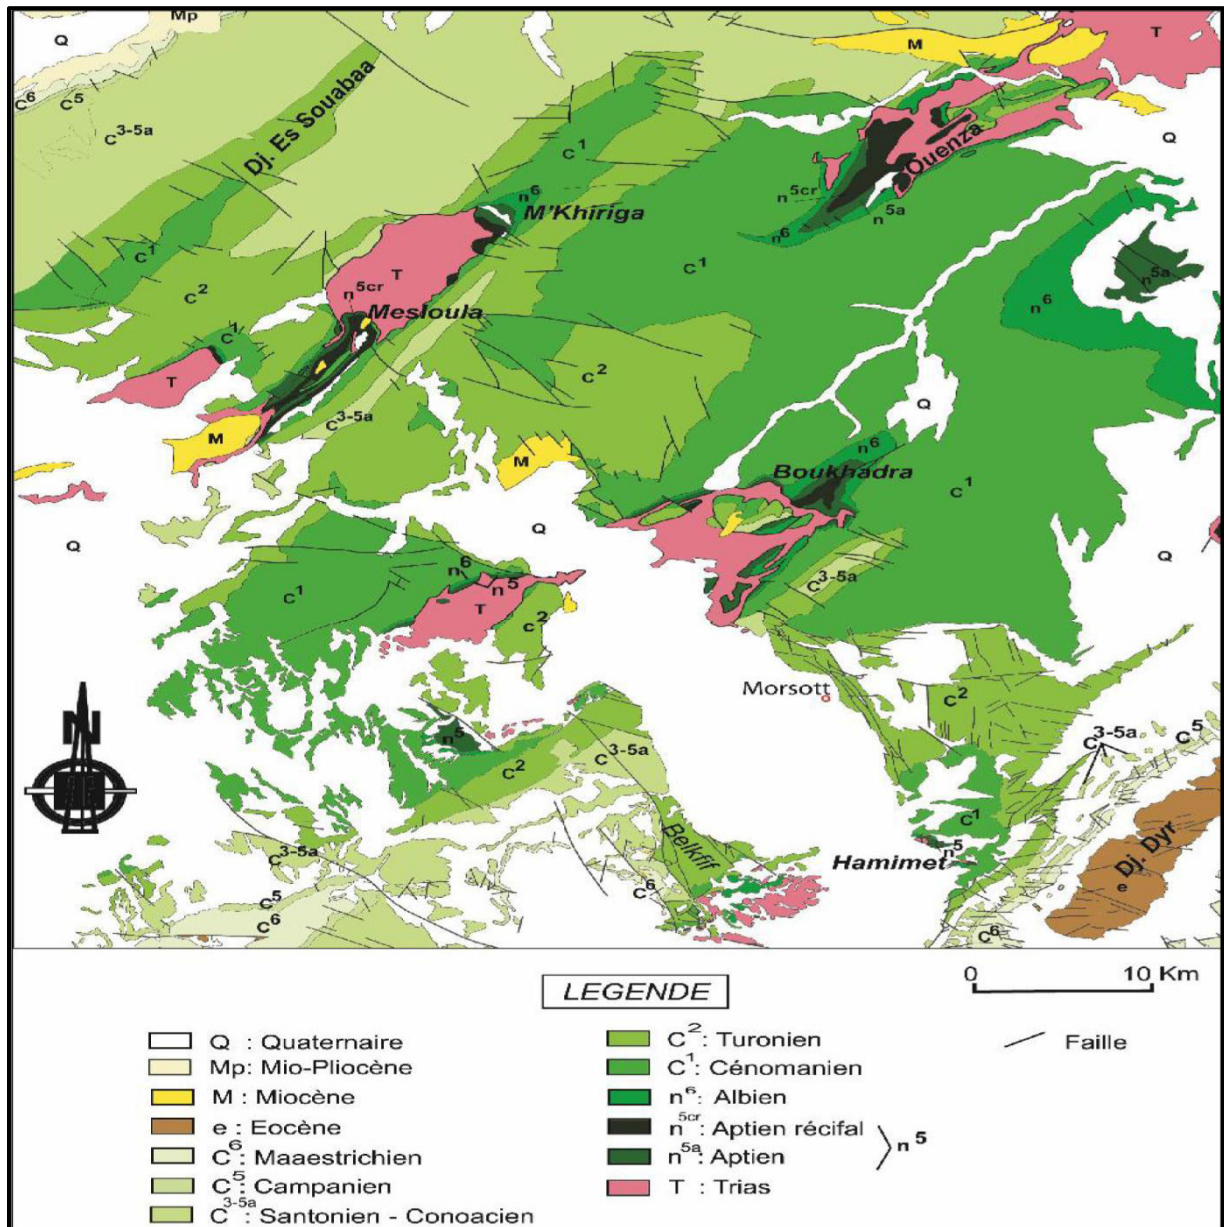 Mp
Q
M
T
C⁶
C⁵
C³⁻⁵ᵃ
Dj. Es Souabaa
C¹
Ouenza
Q
n⁶
M'Khiriga
n⁵ᶜʳ
n⁵ᵃ
n⁶
C¹
T
C¹
n⁵ᵃ
n⁶
C²
n⁵ᶜʳ
Mesloula
C¹
T
C²
Q
C³⁻⁵ᵃ
M
n⁶
M
Boukhadra
C¹
Q
Q
Q
n⁶
n⁵
C³⁻⁵ᵃ
C¹
T
C²
Morsott
C²
n⁵
C³⁻⁵ᵃ
C³⁻⁵ᵃ
C⁵
C²
N
C¹
Belkfif
Dj. Dyr
C³⁻⁵ᵃ
Hamimet
n⁵
e
C⁶
C⁵
C⁶
C⁶
0 10 Km
LEGENDE
Q : Quaternaire
Mp: Mio-Pliocène
M : Miocène
e : Eocène
C⁶: Maaestrichien
C⁵: Campanien
C³⁻⁵ᵃ: Santonien - Conoacien
C²: Turonien
C¹: Cénomanien
n⁶: Albien
n⁵ᶜʳ: Aptien récifal
n⁵ᵃ: Aptien
n⁵
T : Trias
Faille